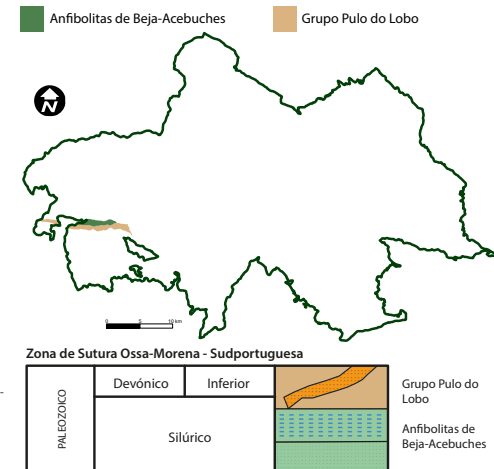 Anfibolitas de Beja-Acebuches
Grupo Pulo do Lobo
N
0 5 10 km
Zona de Sutura Ossa-Morena - Sudportuguesa
PALEOZOICO
Devónico
Inferior
Silúrico
Grupo Pulo do
Lobo
Anfibolitas de
Beja-Acebuches
-